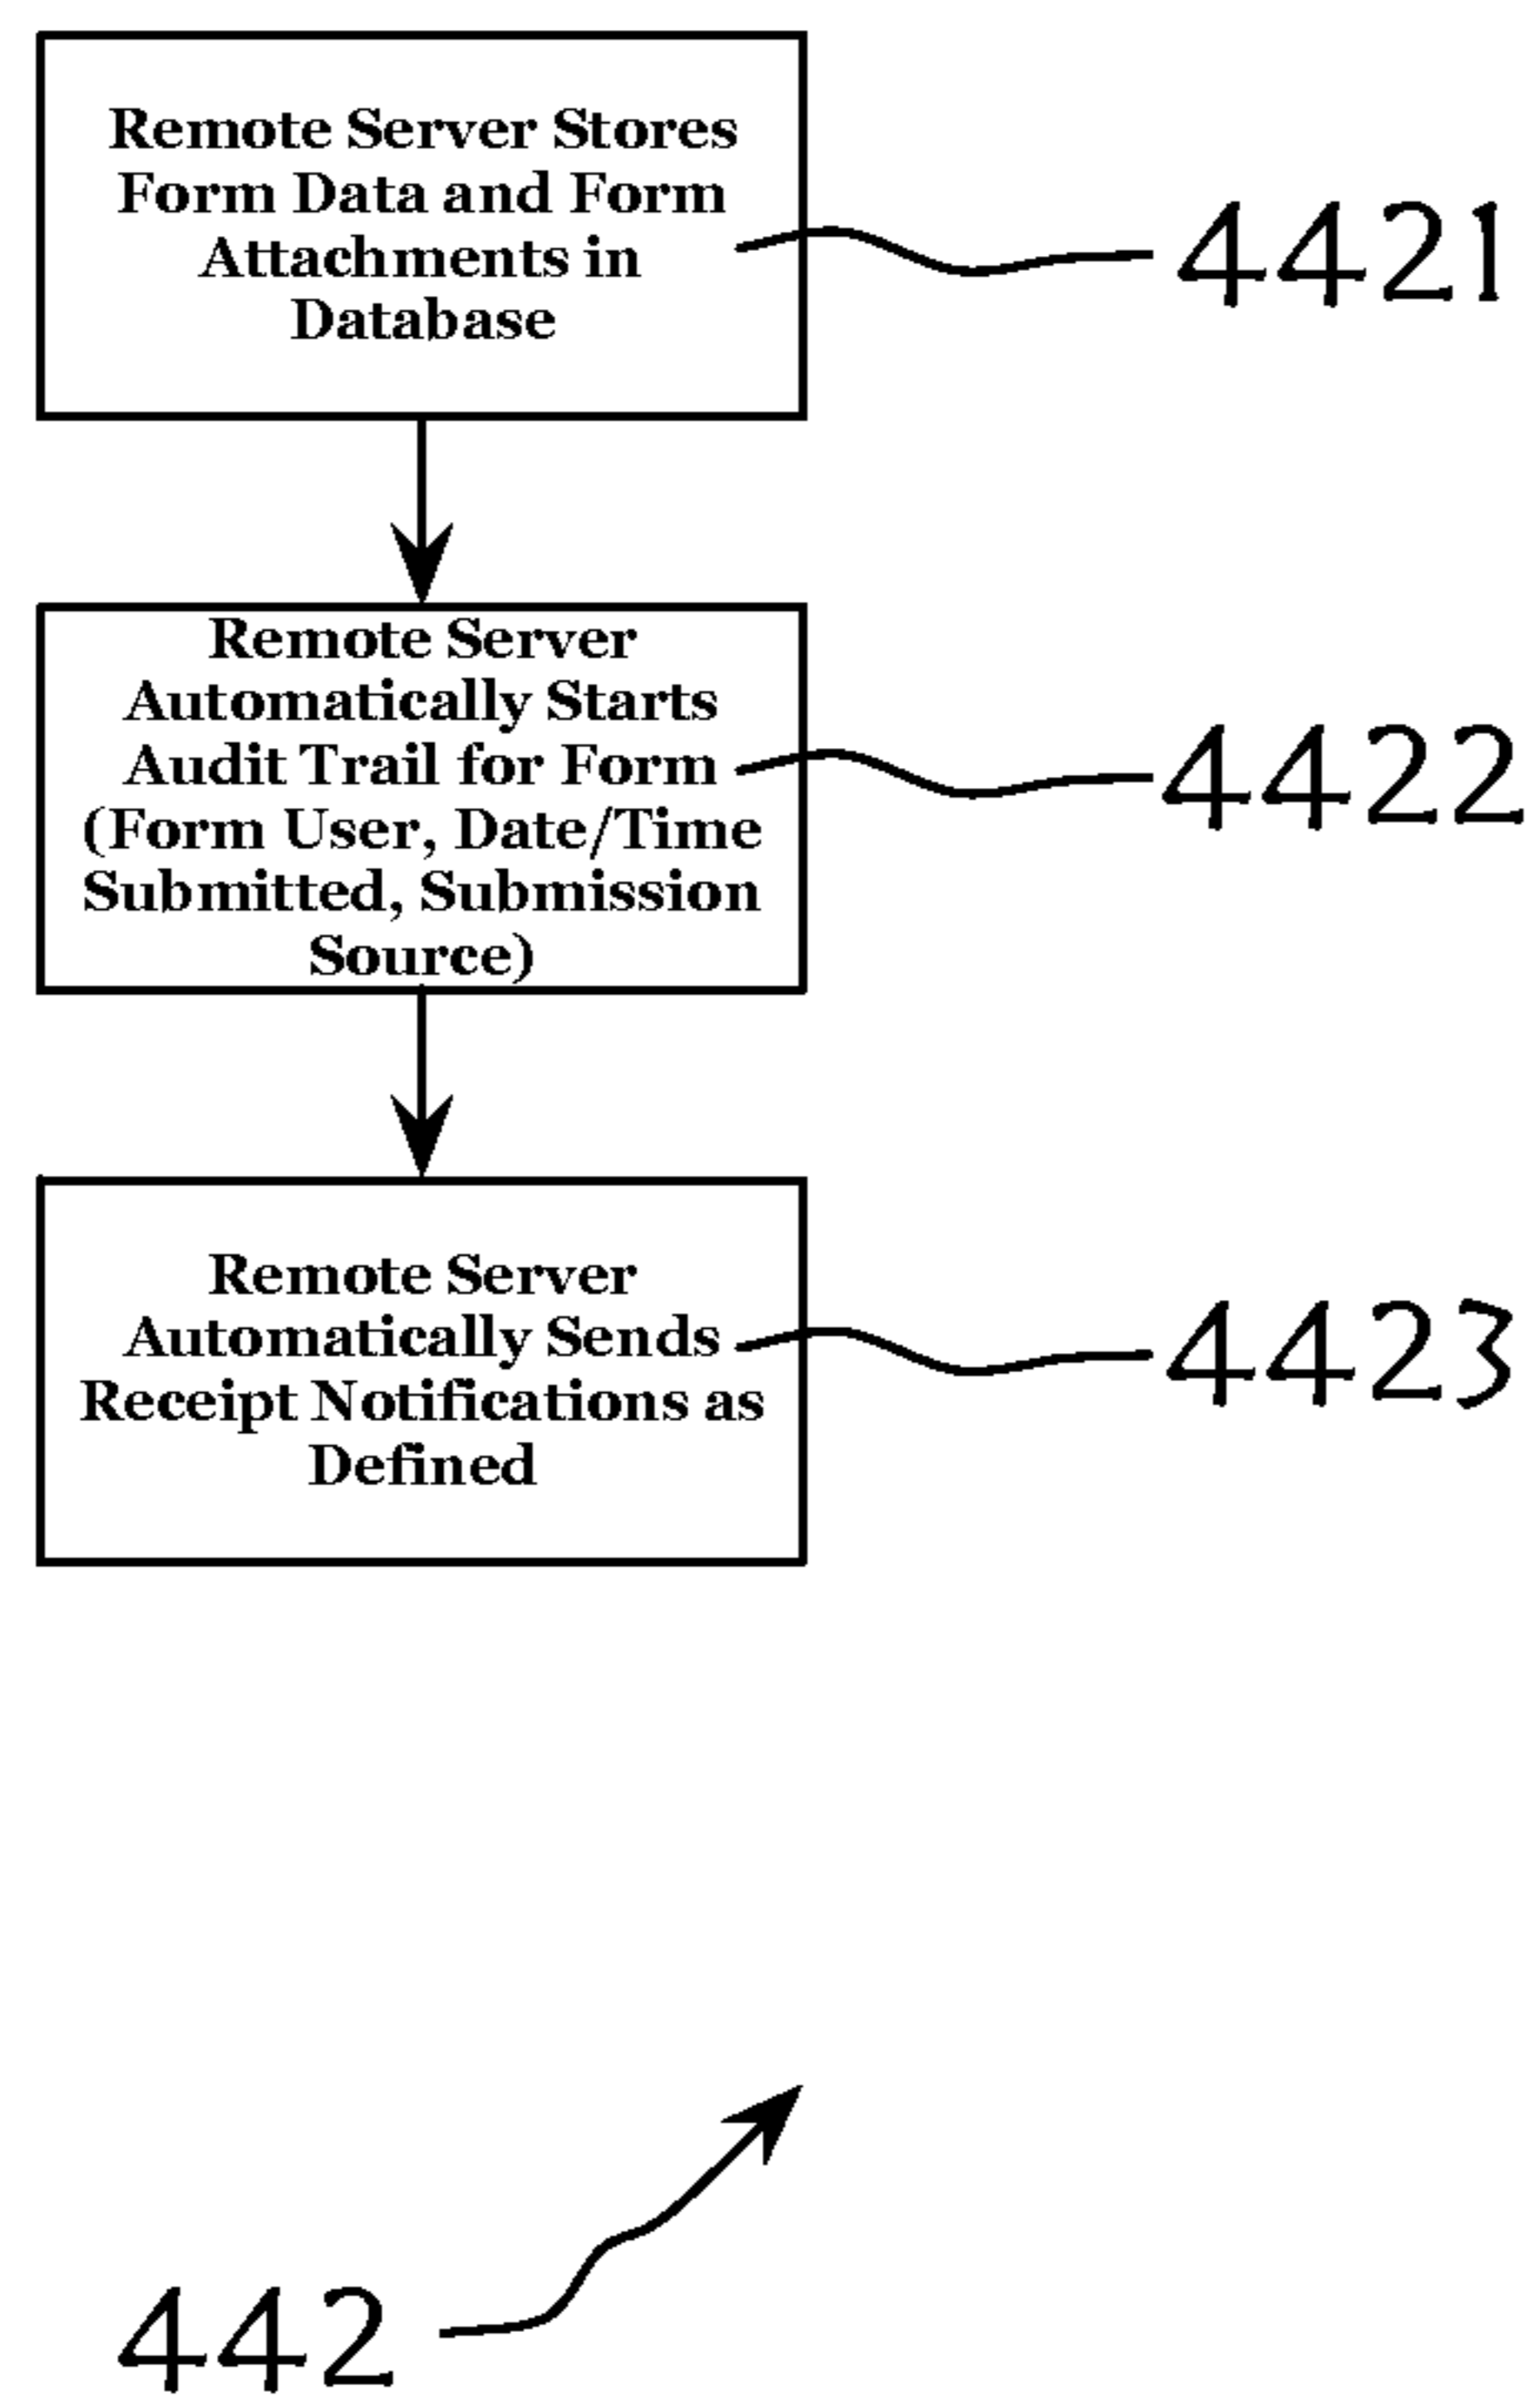 Remote Server Stores
Form Data and Form
Attachments in
Database
4421
Remote Server
Automatically Starts
Audit Trail for Form
(Form User, Date/Time
Submitted, Submission
Source)
4422
Remote Server
Automatically Sends
Receipt Notifications as
Defined
4423
442